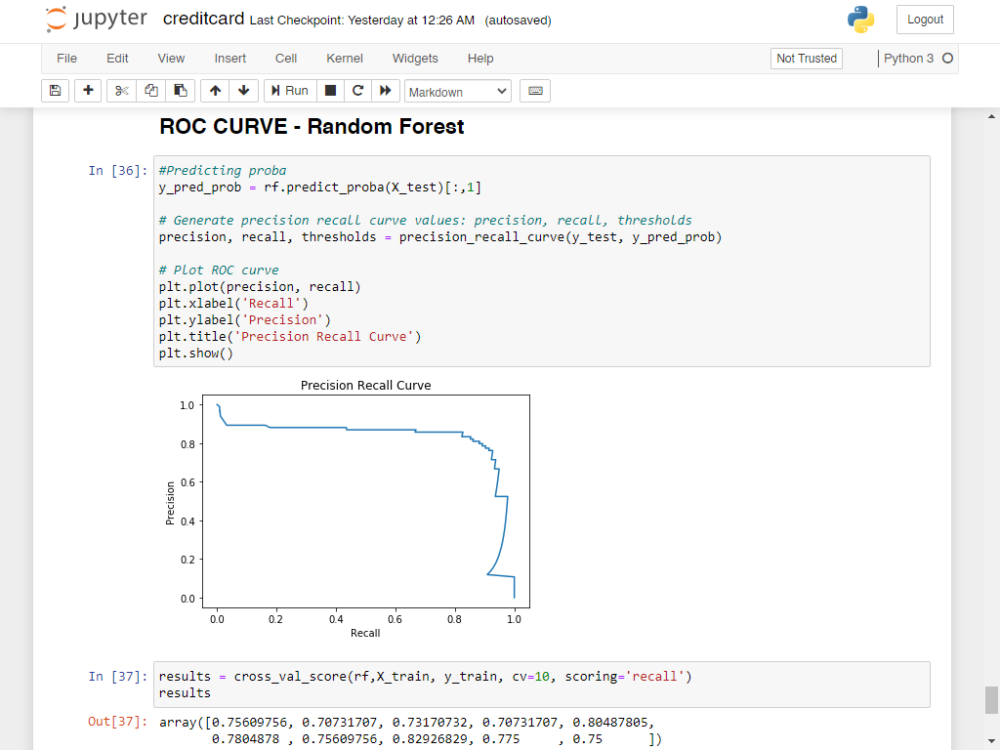 jupyter creditcard Last Checkpoint: Yesterday at 12:26 AM (autosaved) Logout
File Edit View Insert Cell Kernel Widgets Help Not Trusted Python 3
Run Markdown
ROC CURVE - Random Forest
In [36]: #Predicting proba
y_pred_prob = rf.predict_proba(X_test)[:,1]
# Generate precision recall curve values: precision, recall, thresholds
precision, recall, thresholds = precision_recall_curve(y_test, y_pred_prob)
# Plot ROC curve
plt.plot(precision, recall)
plt.xlabel('Recall')
plt.ylabel('Precision')
plt.title('Precision Recall Curve')
plt.show()
Precision Recall Curve
1.0
0.8
0.6
0.4
0.2
0.0
Precision
0.0 0.2 0.4 0.6 0.8 1.0
Recall
In [37]: results = cross_val_score(rf,X_train, y_train, cv=10, scoring='recall')
results
Out[37]: array([0.75609756, 0.70731707, 0.73170732, 0.70731707, 0.80487805,
0.7804878 , 0.75609756, 0.82926829, 0.775     , 0.75      ])